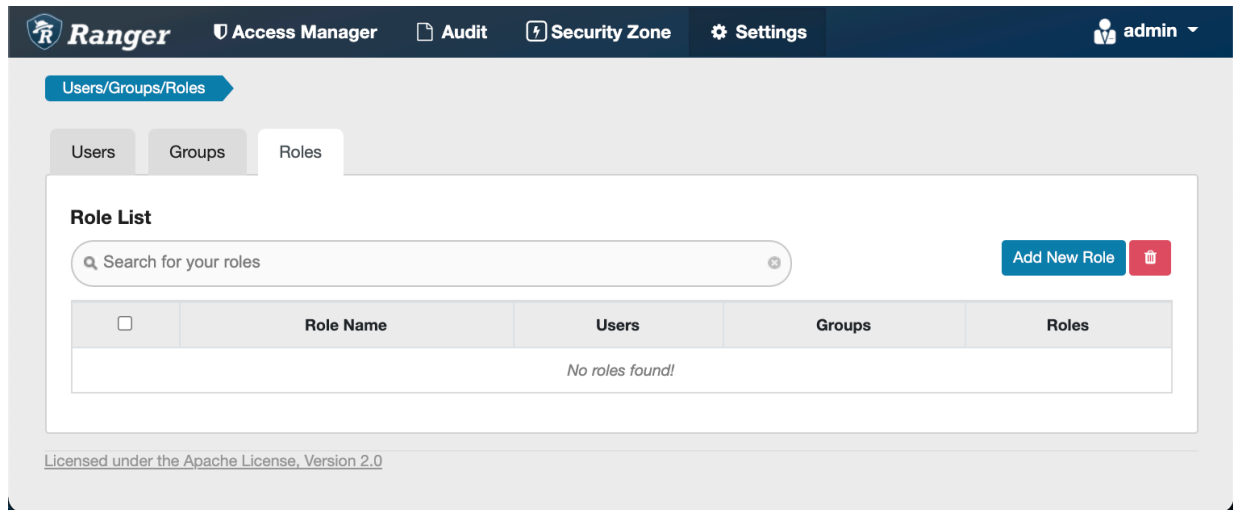 Ranger Access Manager Audit Security Zone Settings admin
Users/Groups/Roles
Users Groups Roles
Role List
Search for your roles
Add New Role
Role Name Users Groups Roles
No roles found!
Licensed under the Apache License, Version 2.0